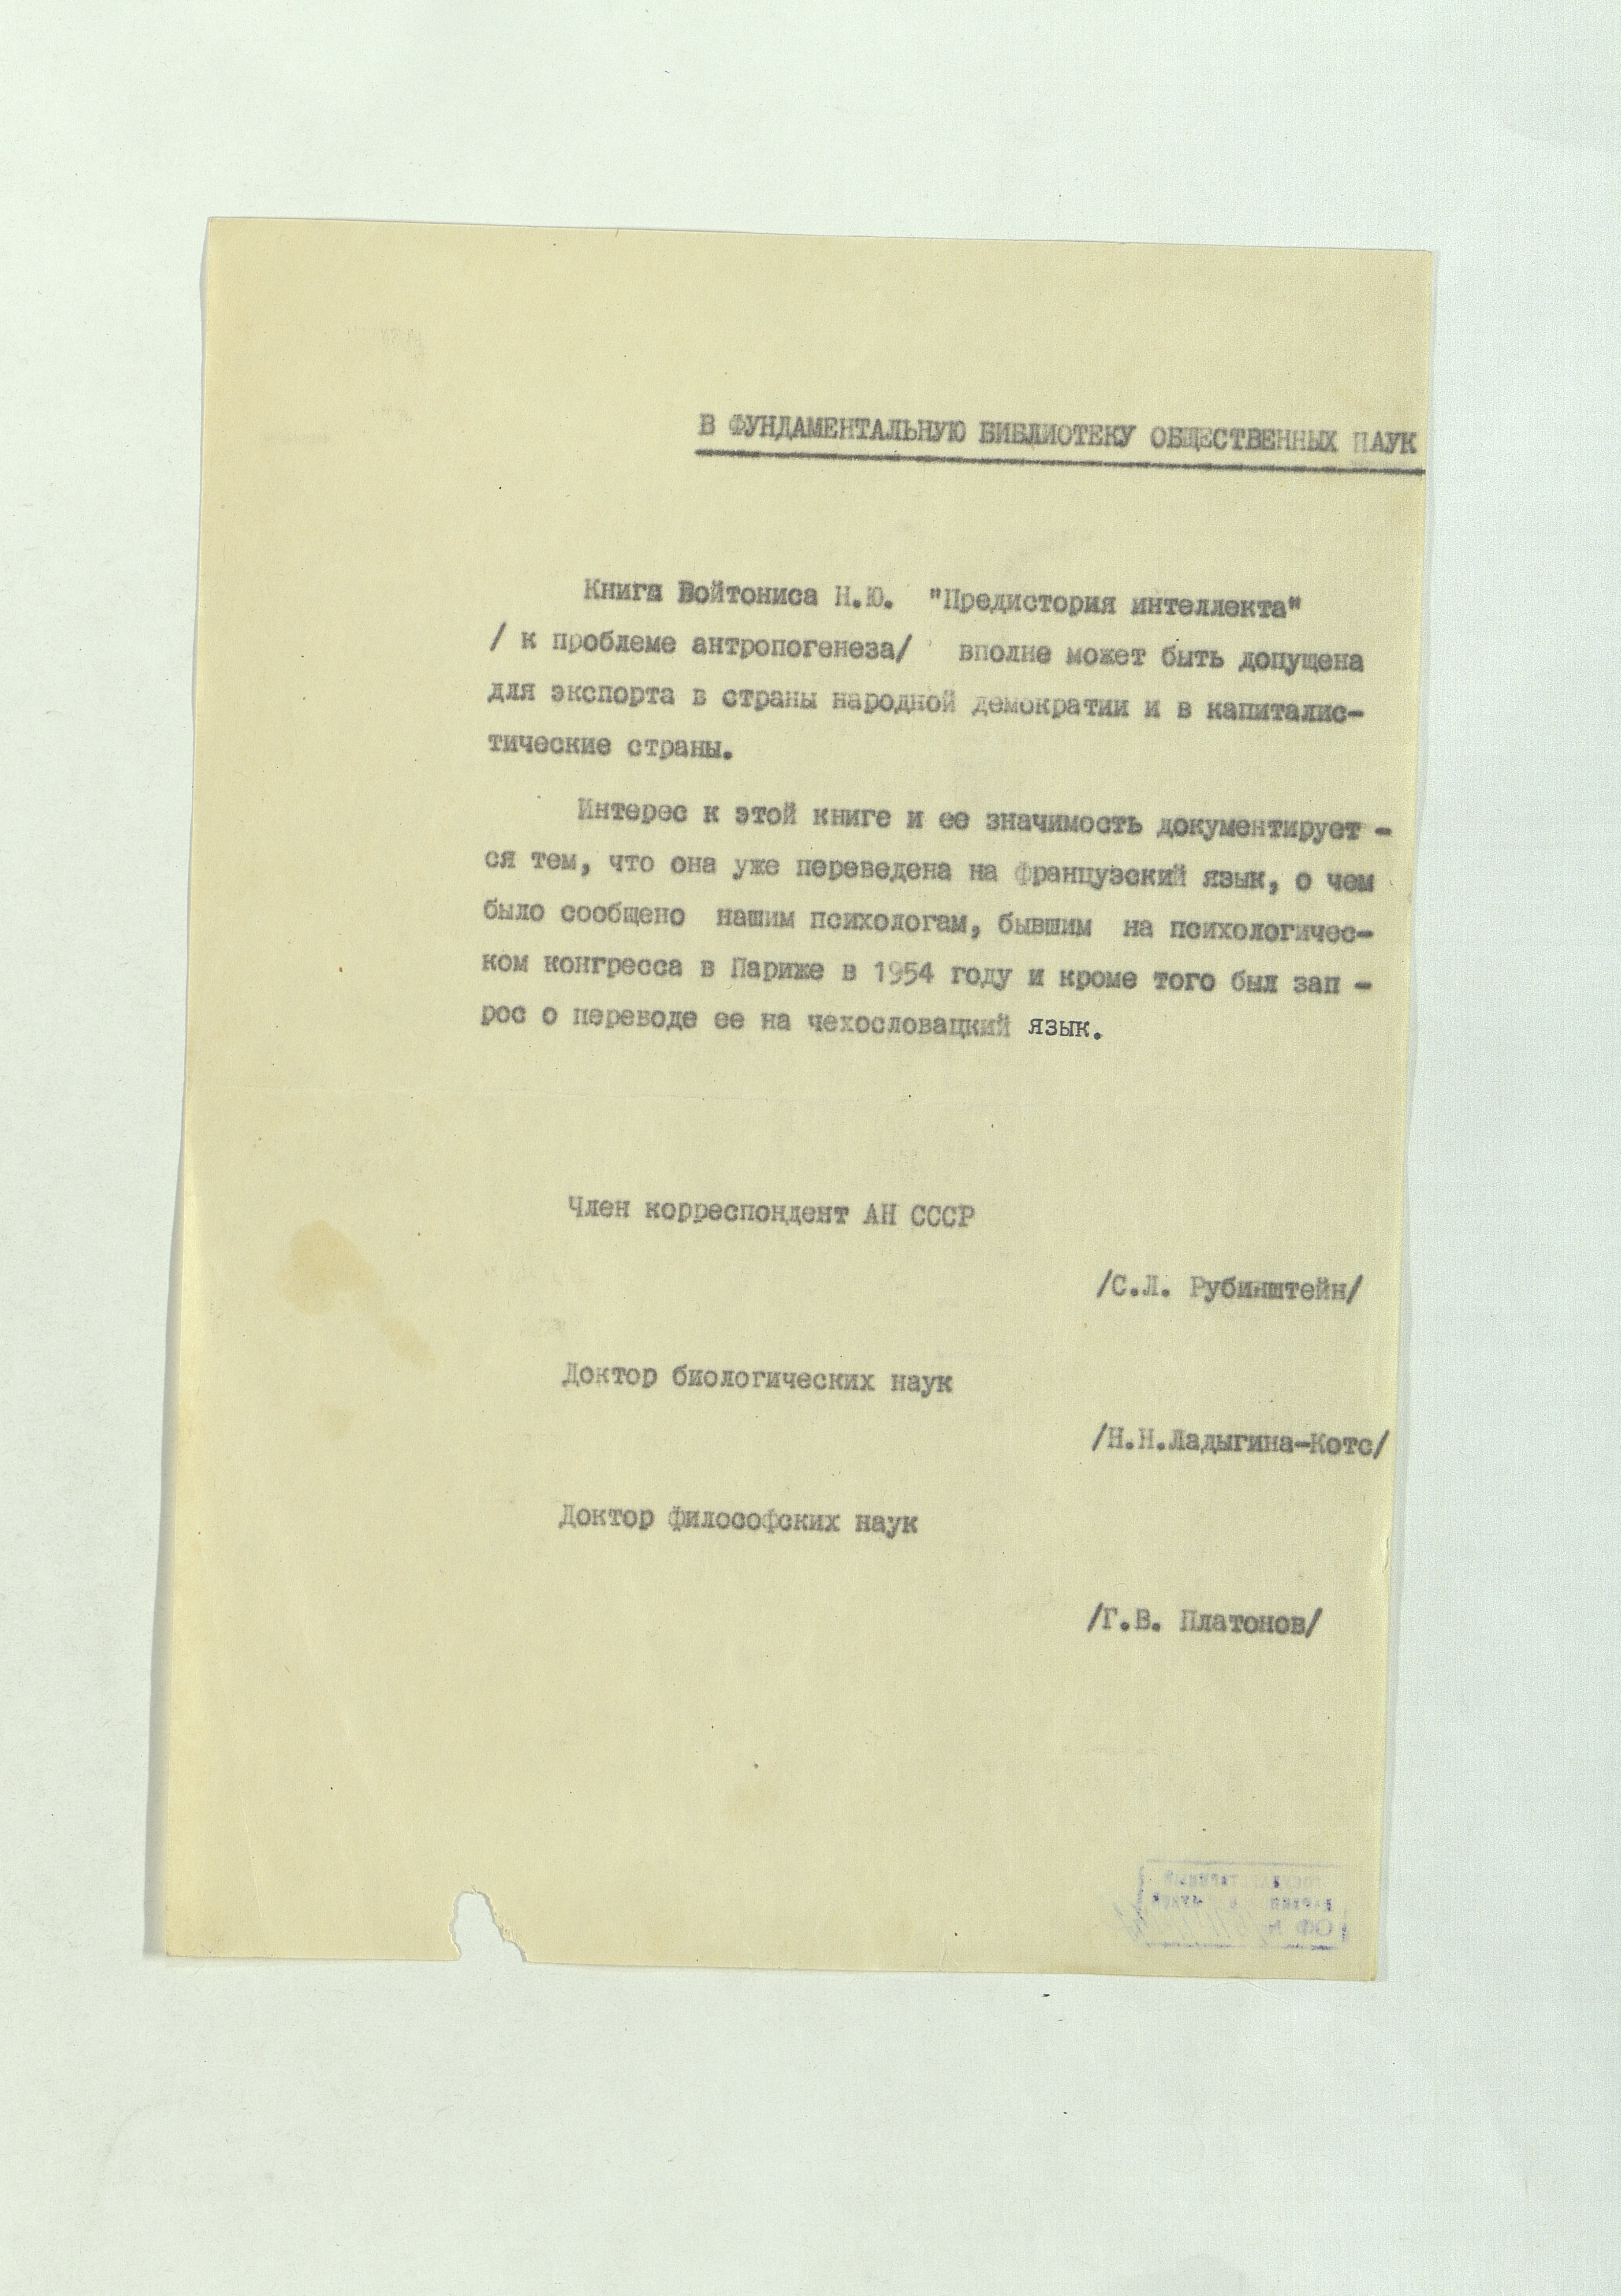 В ФУНДАМЕНТАЛЬНУЮ БИБЛИОТЕКУ ОБЩЕСТВЕННЫХ НАУК
Книга Войтониса Н.Ю. "Предистория интеллекта"
/ к проблеме антропогенеза/ вполне может быть допущена
для экспорта в страны народной демократии и в капиталис-
тические страны.
Интерес к этой книге и ее значимость документирует -
ся тем, что она уже переведена на французский язык, о чем
было сообщено нашим психологам, бывшим на психологичес-
ком конгресса в Париже в 1954 году и кроме того был зап -
рос о переводе ее на чехословацкий язык.
Член корреспондент АН СССР
/С.Л. Рубинштейн/
Доктор биологических наук
/Н.Н.Ладыгина-Котс/
Доктор философских наук
/Г.В. Платонов/